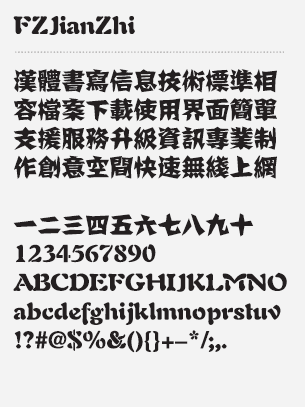 FZJianZhi
漢體書寫信息技術標準相
容檔案下載使用界面簡單
支援服務升級資訊專業制
作創意空間快速無綫上網
一二三四五六七八九十
1234567890
ABCDEFGHIJKLMNO
abcdefghijklmnoprstuv
!?#@$%&(){}+–*/;,.